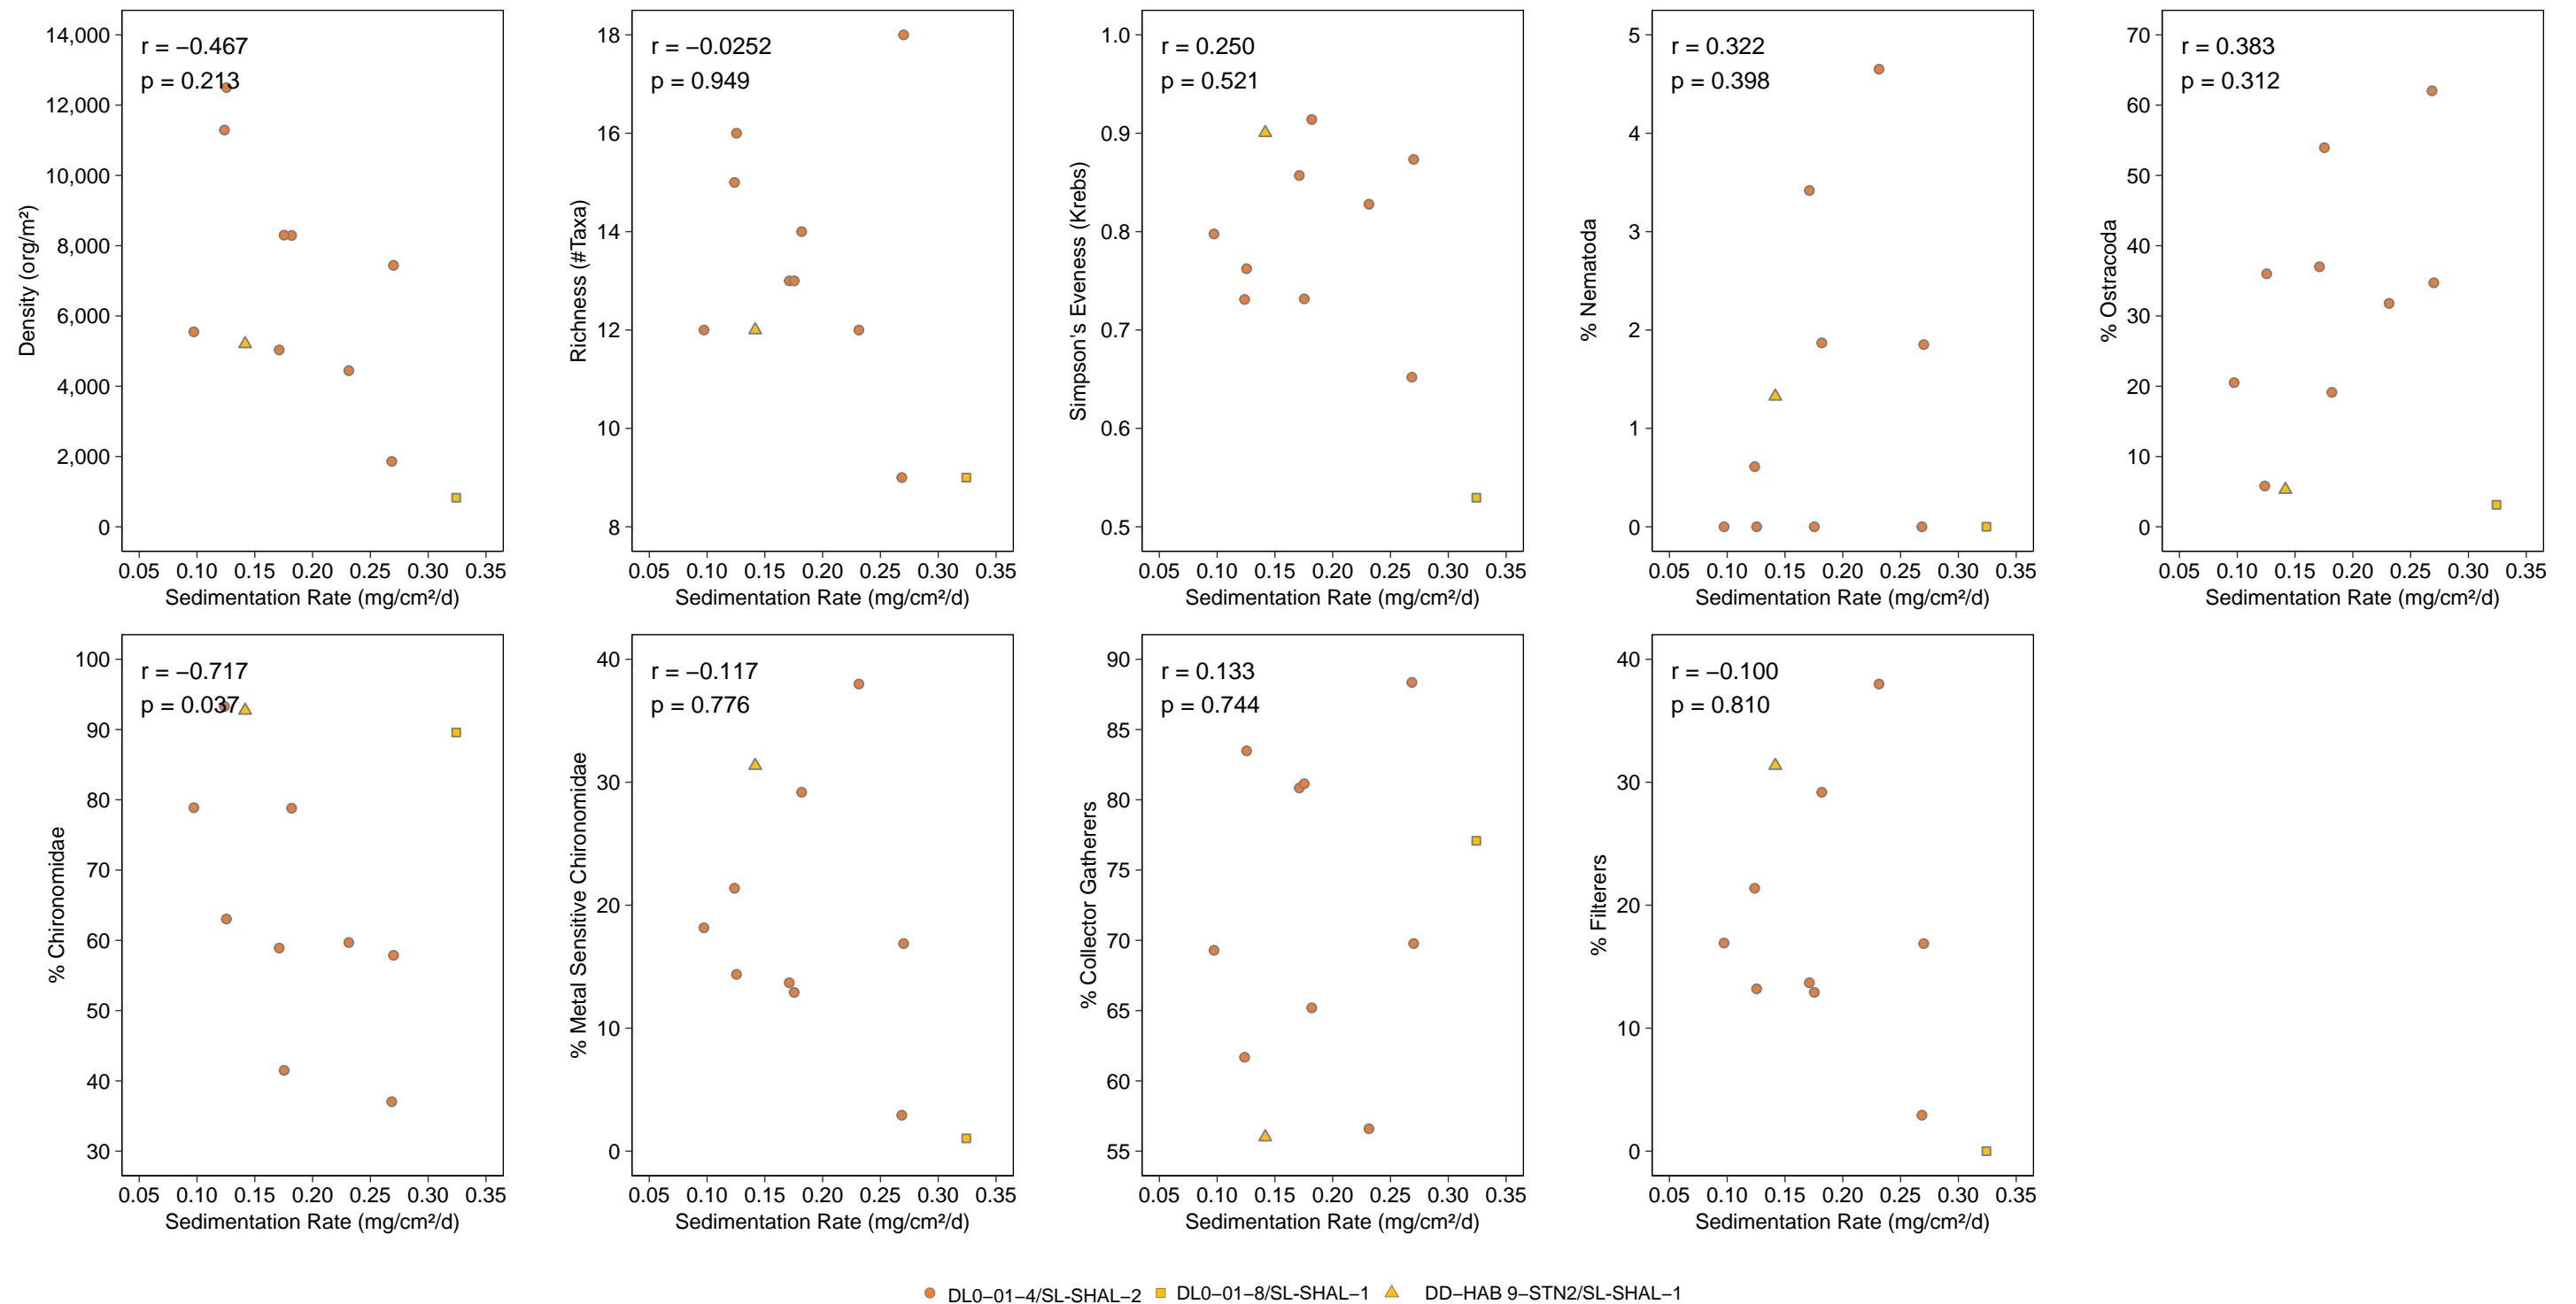 14,000
12,000
10,000
8,000
6,000
4,000
2,000
0
Density (org/m²)
r = −0.467
p = 0.213
0.05 0.10 0.15 0.20 0.25 0.30 0.35
Sedimentation Rate (mg/cm²/d)
18
16
14
12
10
8
Richness (#Taxa)
r = −0.0252
p = 0.949
0.05 0.10 0.15 0.20 0.25 0.30 0.35
Sedimentation Rate (mg/cm²/d)
1.0
0.9
0.8
0.7
0.6
0.5
Simpson's Eveness (Krebs)
r = 0.250
p = 0.521
0.05 0.10 0.15 0.20 0.25 0.30 0.35
Sedimentation Rate (mg/cm²/d)
5
4
3
2
1
0
% Nematoda
r = 0.322
p = 0.398
0.05 0.10 0.15 0.20 0.25 0.30 0.35
Sedimentation Rate (mg/cm²/d)
70
60
50
40
30
20
10
0
% Ostracoda
r = 0.383
p = 0.312
0.05 0.10 0.15 0.20 0.25 0.30 0.35
Sedimentation Rate (mg/cm²/d)
100
90
80
70
60
50
40
30
% Chironomidae
r = −0.717
p = 0.037
0.05 0.10 0.15 0.20 0.25 0.30 0.35
Sedimentation Rate (mg/cm²/d)
40
30
20
10
0
% Metal Sensitive Chironomidae
r = −0.117
p = 0.776
0.05 0.10 0.15 0.20 0.25 0.30 0.35
Sedimentation Rate (mg/cm²/d)
90
85
80
75
70
65
60
55
% Collector Gatherers
r = 0.133
p = 0.744
0.05 0.10 0.15 0.20 0.25 0.30 0.35
Sedimentation Rate (mg/cm²/d)
40
30
20
10
0
% Filterers
r = −0.100
p = 0.810
0.05 0.10 0.15 0.20 0.25 0.30 0.35
Sedimentation Rate (mg/cm²/d)
DL0−01−4/SL-SHAL−2 DL0−01−8/SL-SHAL−1 DD−HAB 9−STN2/SL−SHAL−1